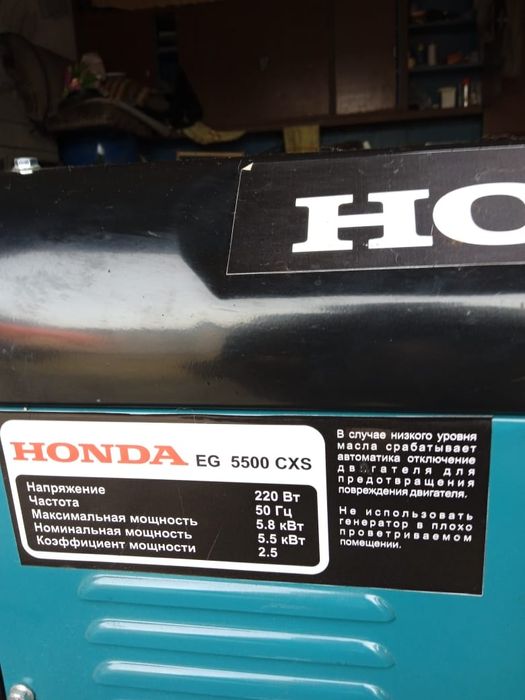 HO
HONDA EG 5500 CXS
Напряжение 220 Вт
Частота 50 Гц
Максимальная мощность 5.8 кВт
Номинальная мощность 5.5 кВт
Коэффициент мощности 2.5
В случае низкого уровня
масла срабатывает
автоматика отключение
двигателя для
предотвращения
повреждения двигателя.
Не использовать
генератор в плохо
проветриваемом
помещении.